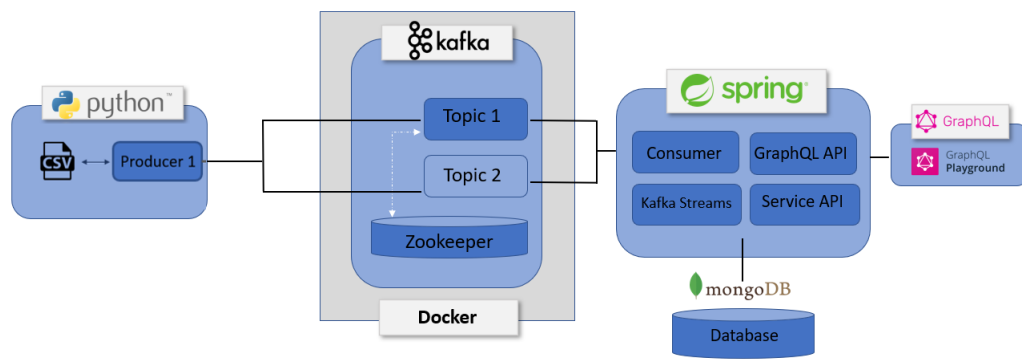 python™
CSV
Producer 1
kafka
Topic 1
Topic 2
Zookeeper
Docker
spring
Consumer
GraphQL API
Kafka Streams
Service API
mongoDB
Database
GraphQL
GraphQL
Playground